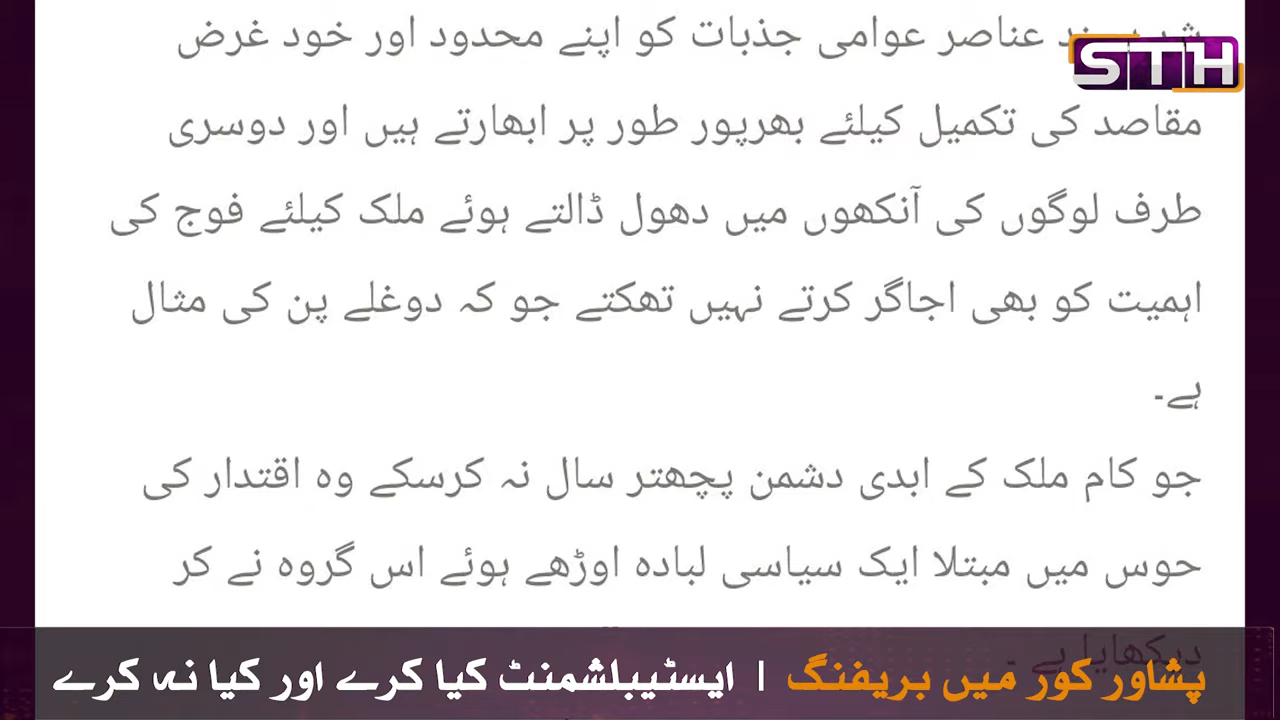 عناصر عوامی جذبات کو اپنے محدود اور خود غرض
STH
مقاصد کی تکمیل کیلئے بھرپور طور پر ابھارتے ہیں اور دوسری
طرف لوگوں کی آنکھوں میں دھول ڈالتے ہوئے ملک کیلئے فوج کی
اہمیت کو بھی اجاگر کرتے نہیں تھکتے جو کہ دوغلے پن کی مثال
ہے۔
جو کام ملک کے ابدی دشمن پچھتر سال نہ کرسکے وہ اقتدار کی
حوس میں مبتلا ایک سیاسی لبادہ اوڑھے ہوئے اس گروہ نے کر
دیکھایا ہے ۔
پشاور کور میں بریفنگ | ایسٹیبلشمنٹ کیا کرے اور کیا نہ کرے